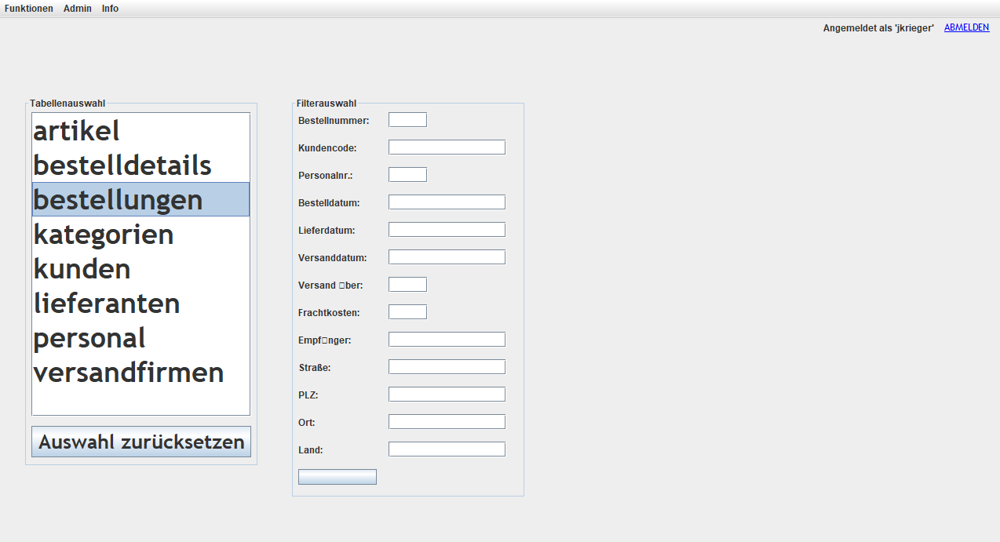 Funktionen Admin Info
Angemeldet als 'jkrieger' ABMELDEN
Tabellenauswahl
artikel
bestelldetails
bestellungen
kategorien
kunden
lieferanten
personal
versandfirmen
Auswahl zurücksetzen
Filterauswahl
Bestellnummer:
Kundencode:
Personalnr.:
Bestelldatum:
Lieferdatum:
Versanddatum:
Versand □ber:
Frachtkosten:
Empf□nger:
Straße:
PLZ:
Ort:
Land: